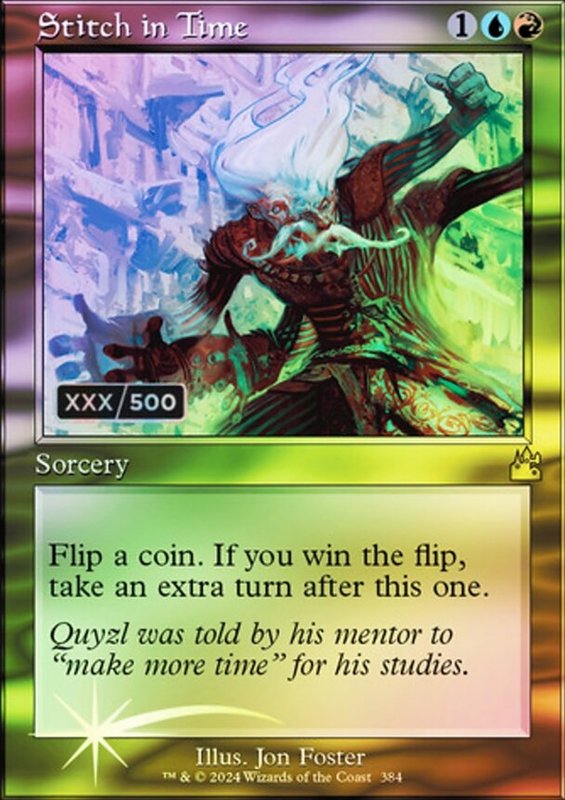 Stitch in Time 1
XXX/500
Sorcery
Flip a coin. If you win the flip,
take an extra turn after this one.
Quyzl was told by his mentor to
“make more time” for his studies.
Illus. Jon Foster
™ & © 2024 Wizards of the Coast 384